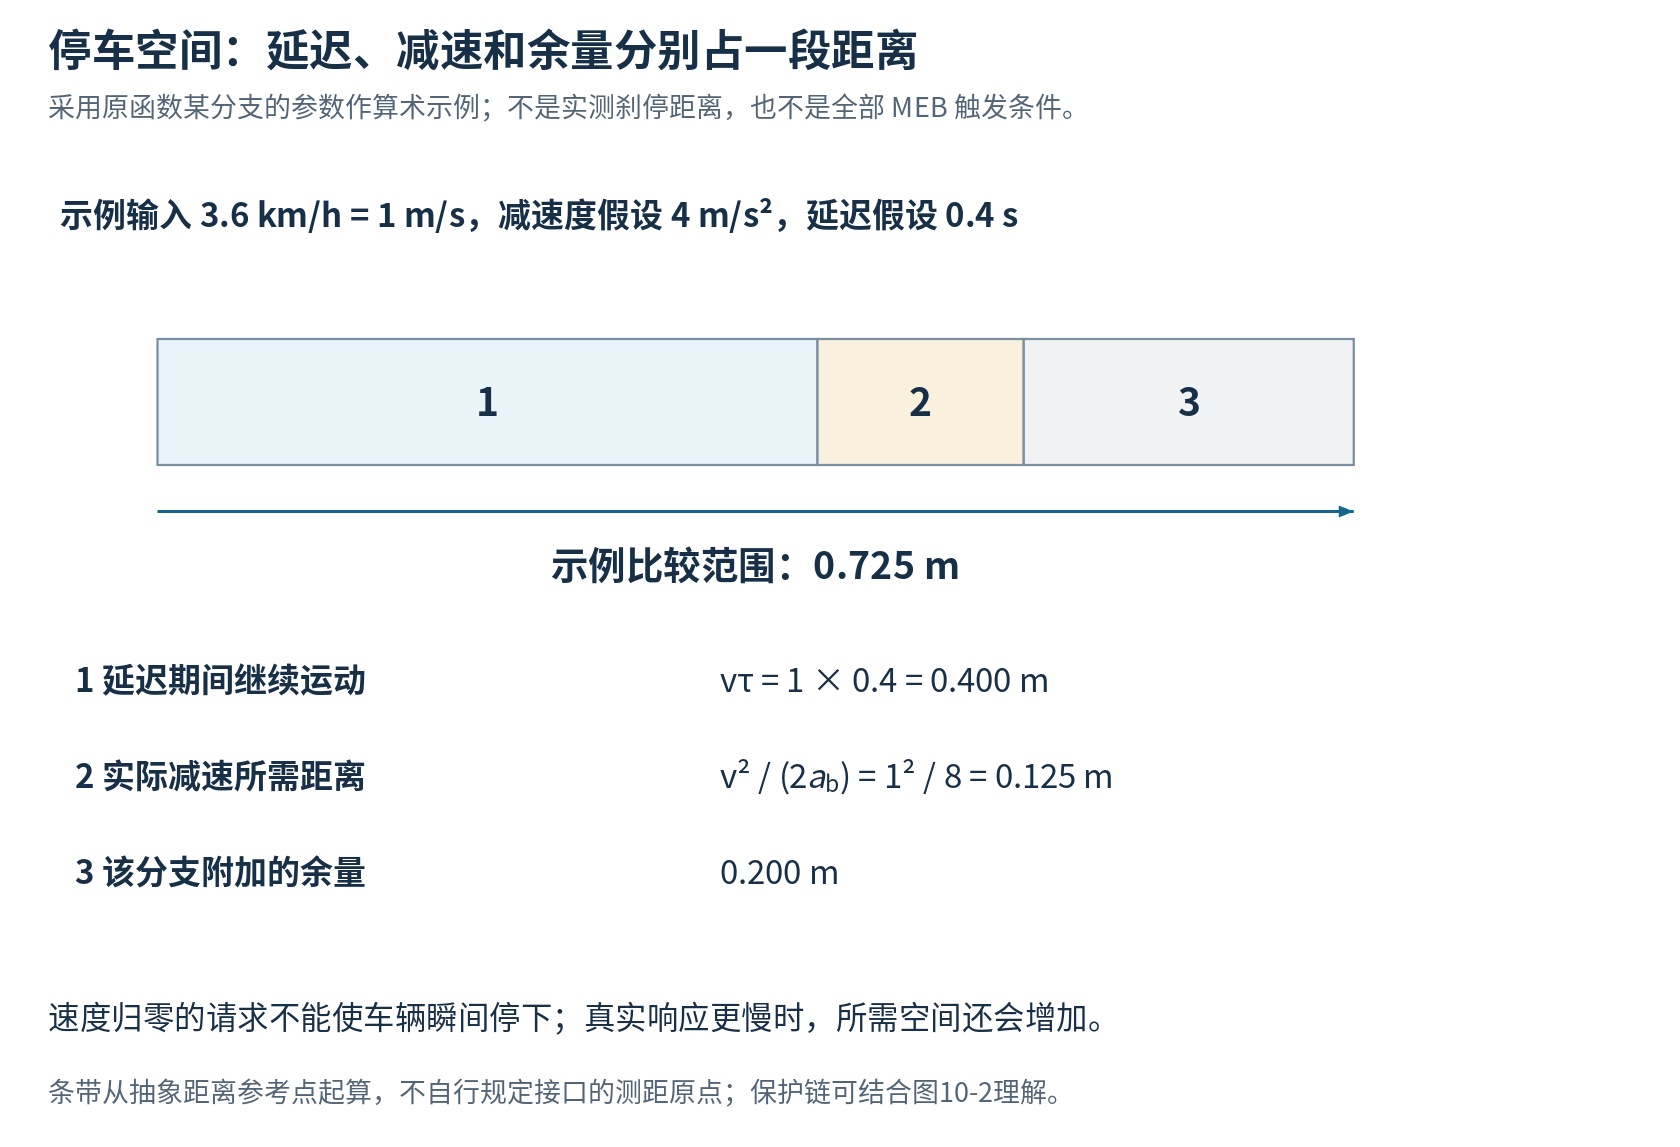 停车空间：延迟、减速和余量分别占一段距离
采用原函数某分支的参数作算术示例；不是实测刹停距离，也不是全部 MEB 触发条件。
示例输入 3.6 km/h = 1 m/s，减速度假设 4 m/s²，延迟假设 0.4 s
1
2
3
示例比较范围：0.725 m
1 延迟期间继续运动
vτ = 1 × 0.4 = 0.400 m
2 实际减速所需距离
v² / (2a_b) = 1² / 8 = 0.125 m
3 该分支附加的余量
0.200 m
速度归零的请求不能使车辆瞬间停下；真实响应更慢时，所需空间还会增加。
条带从抽象距离参考点起算，不自行规定接口的测距原点；保护链可结合图10-2理解。